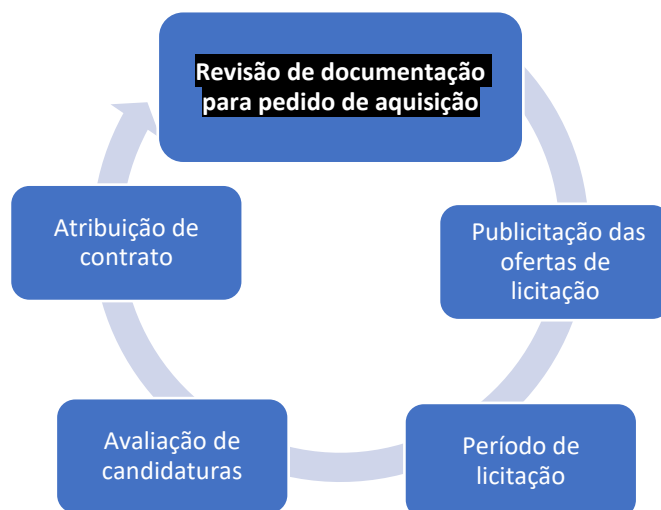 Revisão de documentação
para pedido de aquisição
Publicitação das
ofertas de
licitação
Período de
licitação
Avaliação de
candidaturas
Atribuição de
contrato